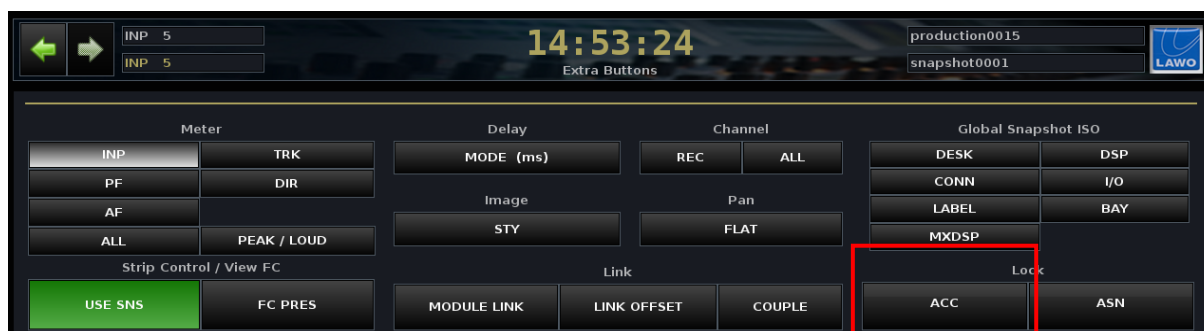 INP 5
INP 5
14:53:24
Extra Buttons
production0015
snapshot0001
LAWO
Meter
INP TRK
PF DIR
AF
ALL PEAK / LOUD
Delay
MODE (ms)
Channel
REC ALL
Image
STY
Pan
FLAT
Global Snapshot ISO
DESK DSP
CONN I/O
LABEL BAY
MXDSP
Strip Control / View FC
USE SNS FC PRES
Link
MODULE LINK LINK OFFSET COUPLE
Lock
ACC ASN